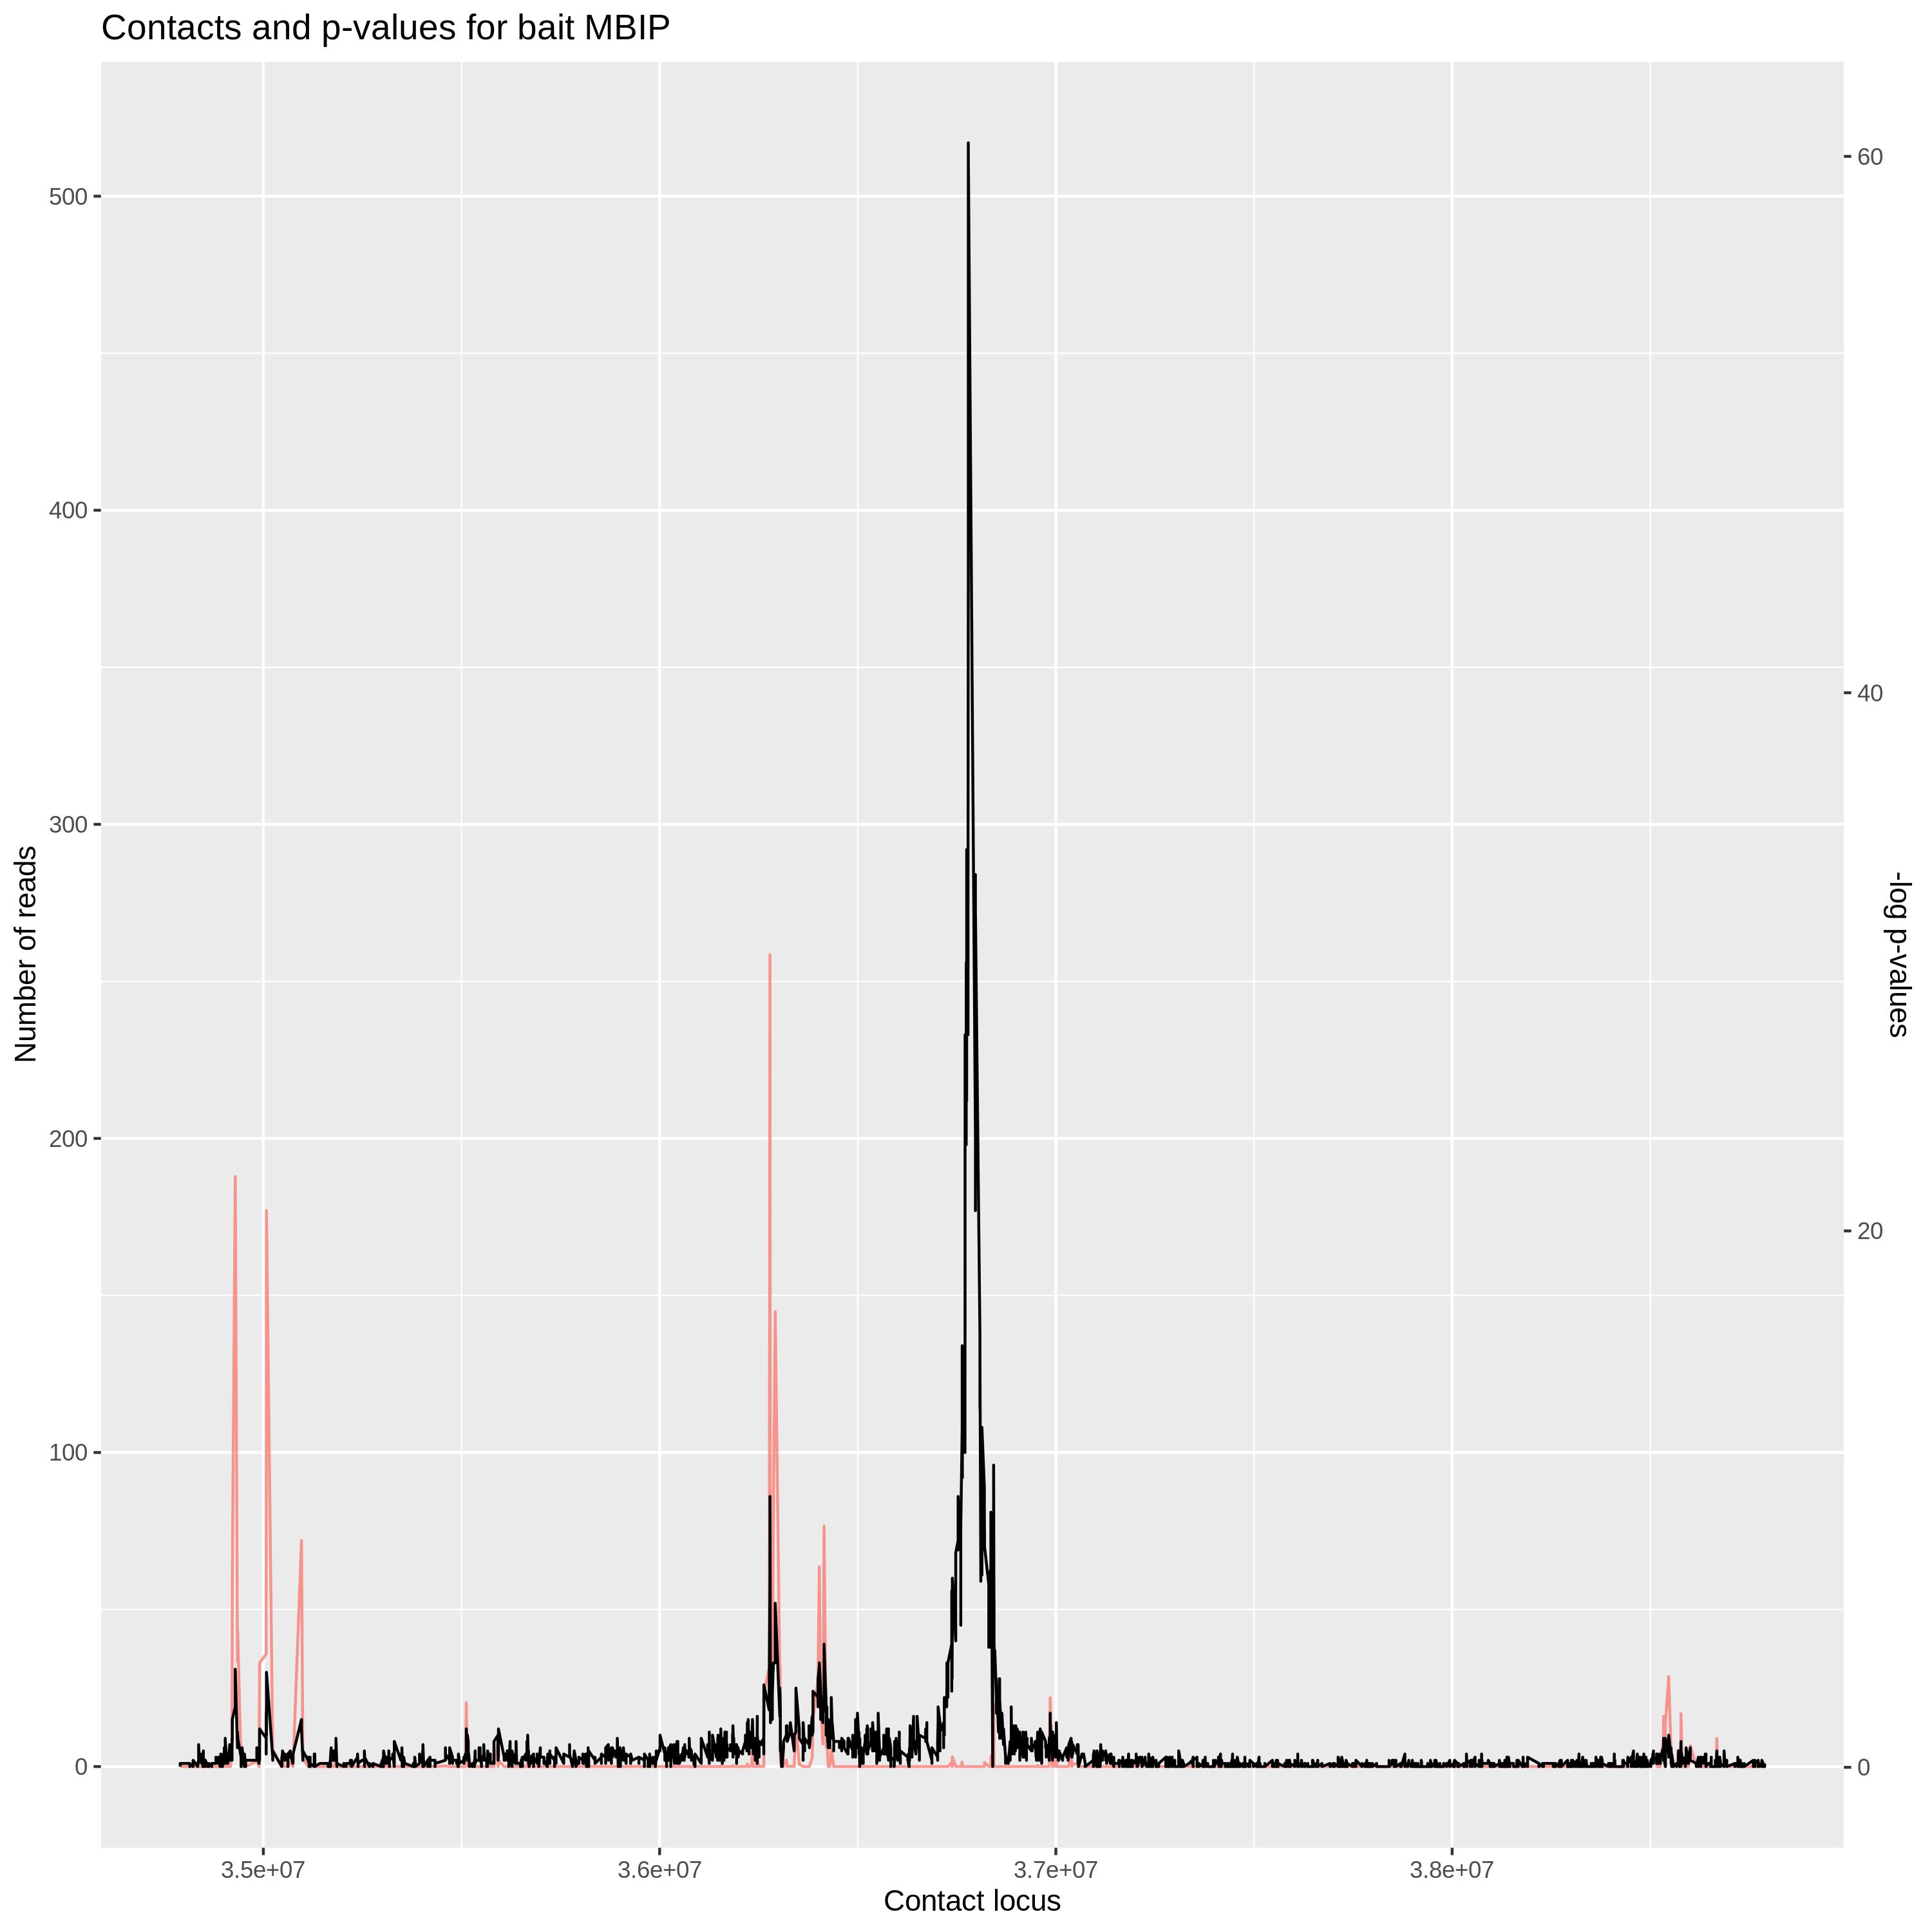 Contacts and p-values for bait MBIP
Number of reads
500
400
300
200
100
0
60
40
20
0
-log p-values
3.5e+07
3.6e+07
3.7e+07
3.8e+07
Contact locus